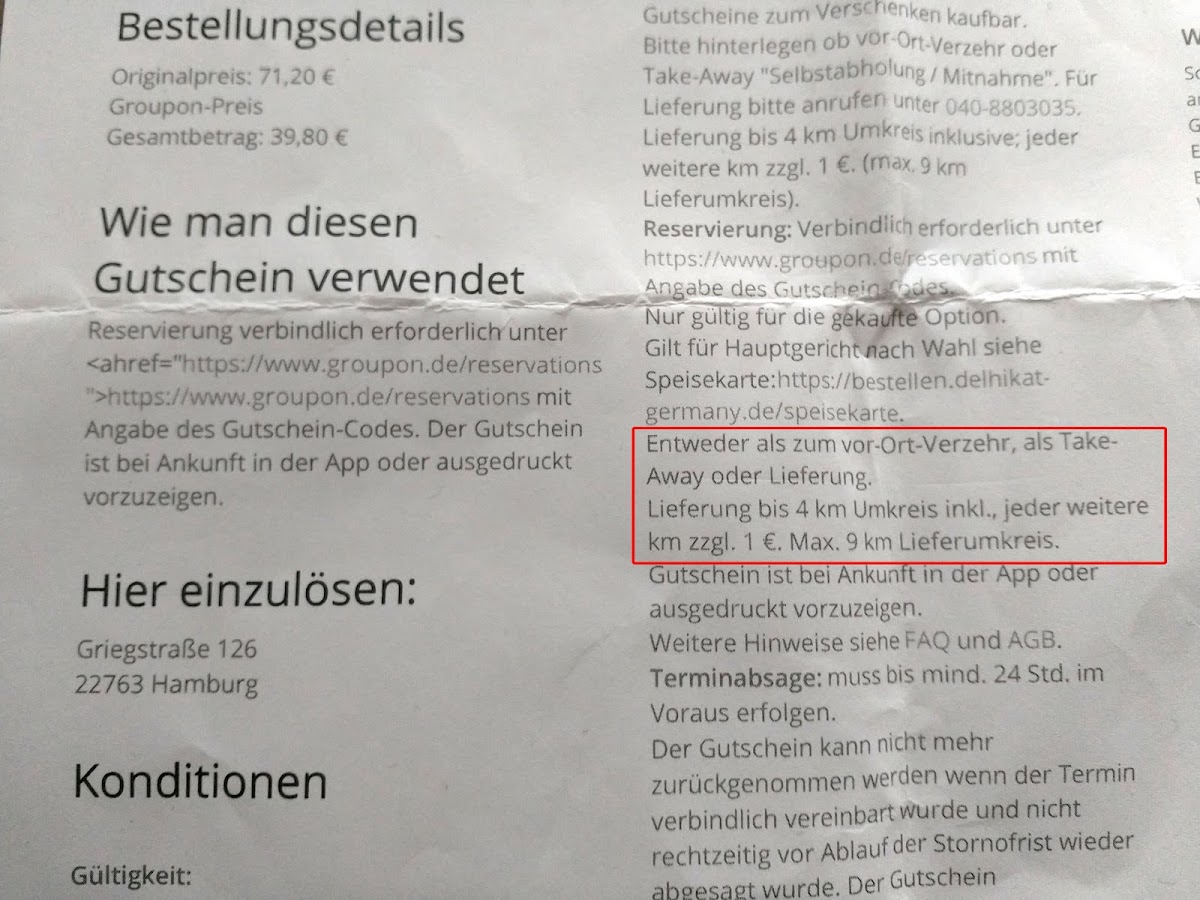 Bestellungsdetails
Originalpreis: 71,20 €
Groupon-Preis
Gesamtbetrag: 39,80 €
Wie man diesen
Gutschein verwendet
Reservierung verbindlich erforderlich unter
<ahref="https://www.groupon.de/reservations
">https://www.groupon.de/reservations mit
Angabe des Gutschein-Codes. Der Gutschein
ist bei Ankunft in der App oder ausgedruckt
vorzuzeigen.
Hier einzulösen:
Griegstraße 126
22763 Hamburg
Konditionen
Gültigkeit:
Gutscheine zum Verschenken kaufbar.
Bitte hinterlegen ob vor-Ort-Verzehr oder
Take-Away "Selbstabholung / Mitnahme". Für
Lieferung bitte anrufen unter 040-8803035.
Lieferung bis 4 km Umkreis inklusive; jeder
weitere km zzgl. 1 €. (max. 9 km
Lieferumkreis).
Reservierung: Verbindlich erforderlich unter
https://www.groupon.de/reservations mit
Angabe des Gutschein-Codes.
Nur gültig für die gekaufte Option.
Gilt für Hauptgericht nach Wahl siehe
Speisekarte:https://bestellen.delhikat-
germany.de/speisekarte.
Entweder als zum vor-Ort-Verzehr, als Take-
Away oder Lieferung.
Lieferung bis 4 km Umkreis inkl., jeder weitere
km zzgl. 1 €. Max. 9 km Lieferumkreis.
Gutschein ist bei Ankunft in der App oder
ausgedruckt vorzuzeigen.
Weitere Hinweise siehe FAQ und AGB.
Terminabsage: muss bis mind. 24 Std. im
Voraus erfolgen.
Der Gutschein kann nicht mehr
zurückgenommen werden wenn der Termin
verbindlich vereinbart wurde und nicht
rechtzeitig vor Ablauf der Stornofrist wieder
abgesagt wurde. Der Gutschein